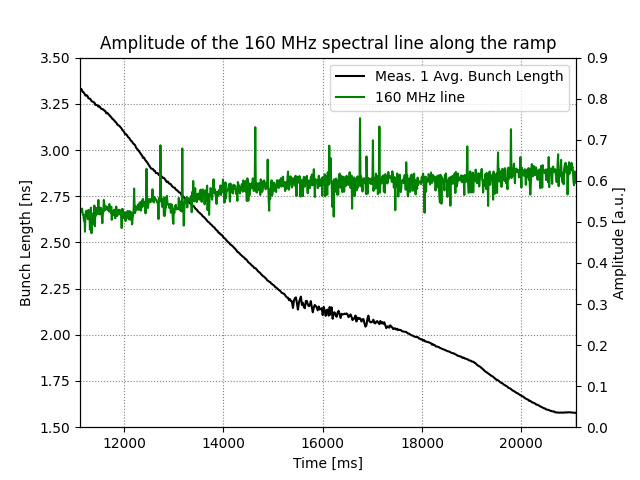 Amplitude of the 160 MHz spectral line along the ramp
Meas. 1 Avg. Bunch Length
160 MHz line
Bunch Length [ns]
3.50
3.25
3.00
2.75
2.50
2.25
2.00
1.75
1.50
0.9
0.8
0.7
0.6
0.5
0.4
0.3
0.2
0.1
0.0
Amplitude [a.u.]
12000 14000 16000 18000 20000
Time [ms]